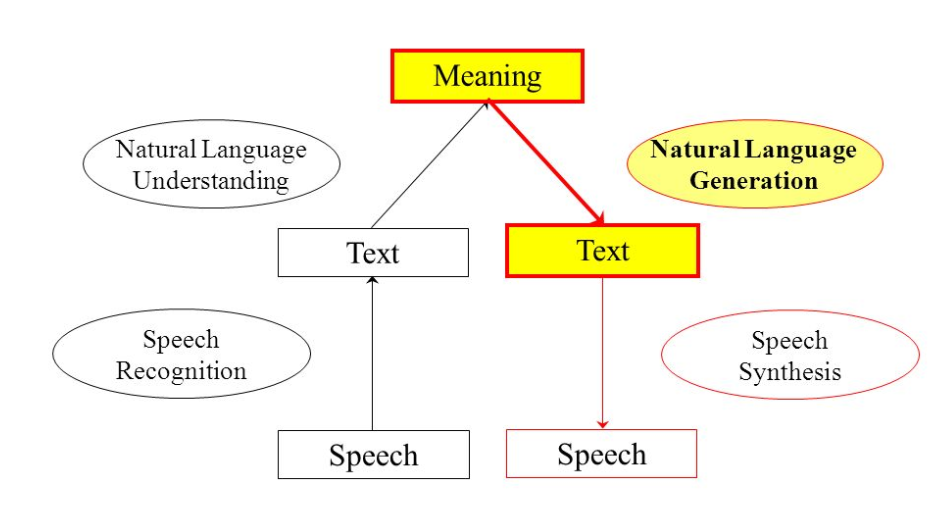 Meaning
Natural Language
Understanding
Natural Language
Generation
Text
Text
Speech
Recognition
Speech
Synthesis
Speech
Speech